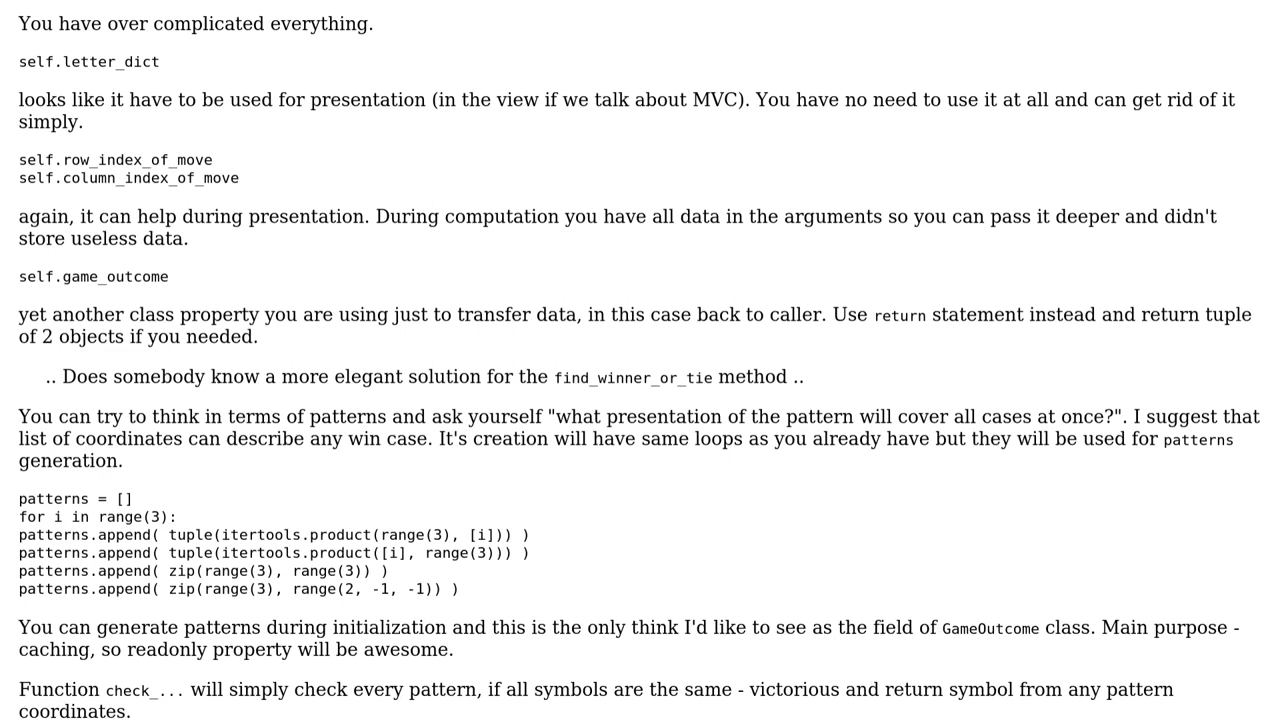 You have over complicated everything.
self.letter_dict
looks like it have to be used for presentation (in the view if we talk about MVC). You have no need to use it at all and can get rid of it
simply.
self.row_index_of_move
self.column_index_of_move
again, it can help during presentation. During computation you have all data in the arguments so you can pass it deeper and didn't
store useless data.
self.game_outcome
yet another class property you are using just to transfer data, in this case back to caller. Use return statement instead and return tuple
of 2 objects if you needed.
.. Does somebody know a more elegant solution for the find_winner_or_tie method ..
You can try to think in terms of patterns and ask yourself "what presentation of the pattern will cover all cases at once?". I suggest that
list of coordinates can describe any win case. It's creation will have same loops as you already have but they will be used for patterns
generation.
patterns = []
for i in range(3):
patterns.append( tuple(itertools.product(range(3), [i])) )
patterns.append( tuple(itertools.product([i], range(3))) )
patterns.append( zip(range(3), range(3)) )
patterns.append( zip(range(3), range(2, -1, -1)) )
You can generate patterns during initialization and this is the only think I'd like to see as the field of GameOutcome class. Main purpose -
caching, so readonly property will be awesome.
Function check_... will simply check every pattern, if all symbols are the same - victorious and return symbol from any pattern
coordinates.